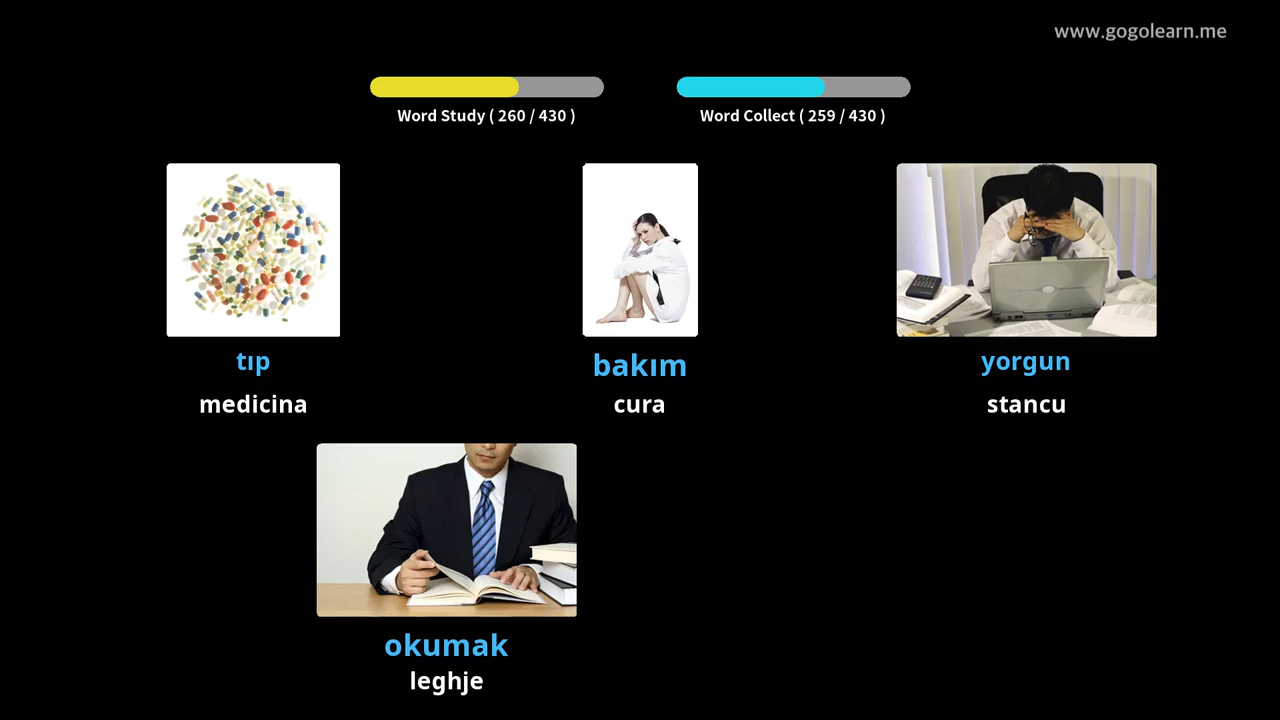 www.gogolearn.me
Word Study ( 260 / 430 )
Word Collect ( 259 / 430 )
tıp
bakım
yorgun
medicina
cura
stancu
okumak
leghje